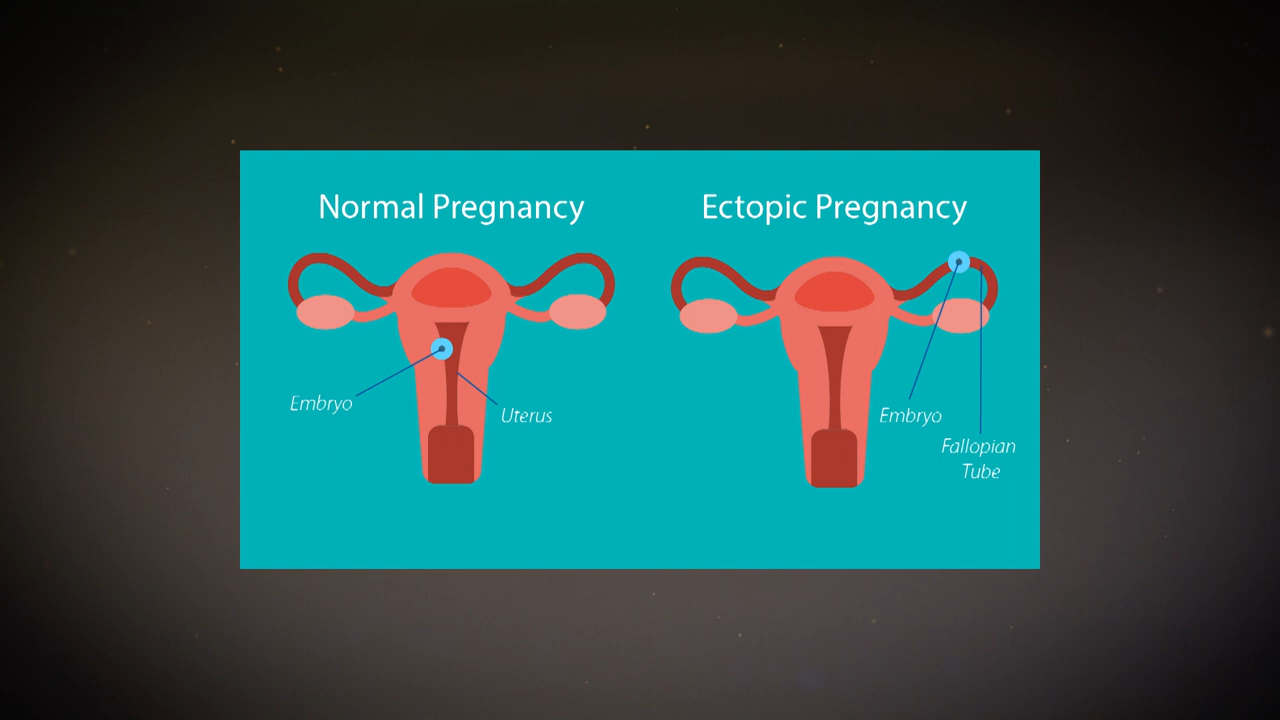 Normal Pregnancy
Embryo
Uterus
Ectopic Pregnancy
Embryo
Fallopian
Tube